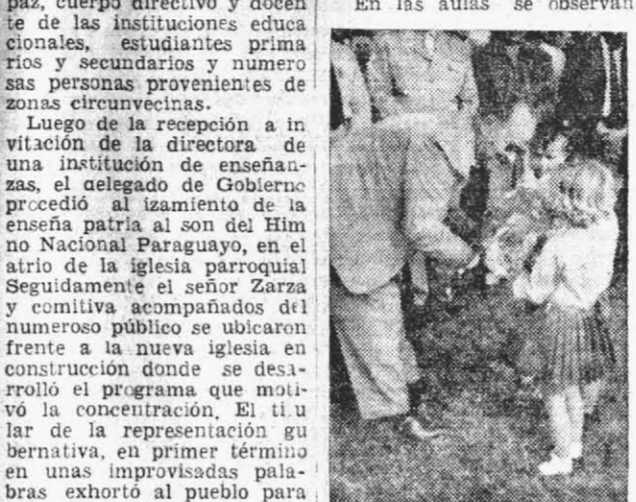 paz, cuerpo directivo y docen
te de las instituciones educa
cionales, estudiantes prima
rios y secundarios y numero
sas personas provenientes de
zonas circunvecinas.
Luego de la recepción a in
vitación de la directora de
una institución de enseñan-
zas, el delegado de Gobierno
procedió al izamiento de la
enseña patria al son del Him
no Nacional Paraguayo, en el
atrio de la iglesia parroquial
Seguidamente el señor Zarza
y comitiva acompañados del
numeroso público se ubicaron
frente a la nueva iglesia en
construcción donde se desa-
rrolló el programa que moti-
vó la concentración. El titu
lar de la representación gu
bernativa, en primer término
en unas improvisadas pala-
bras exhortó al pueblo para
En las aulas se observan